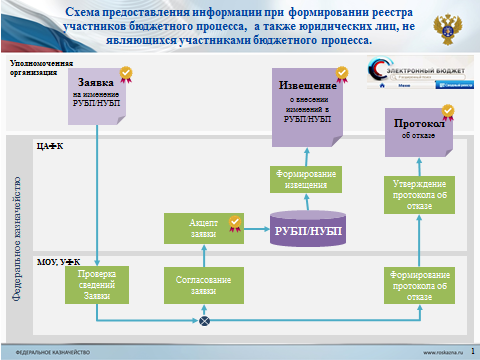 Схема предоставления информации при формировании реестра
участников бюджетного процесса, а также юридических лиц, не
являющихся участниками бюджетного процесса.
Уполномоченная
организация
Заявка
на изменение
РУБП/НУБП
Извещение
о внесении
изменений в
РУБП/НУБП
ЭЛЕКТРОННЫЙ БЮДЖЕТ
Меню
Протокол
об отказе
Федеральное казначейство
ЦАФК
Формирование
извещения
Утверждение
протокола об
отказе
Акцепт
заявки
РУБП/НУБП
МОУ, УФК
Проверка
сведений
Заявки
Согласование
заявки
Формирование
протокола об
отказе
ФЕДЕРАЛЬНОЕ КАЗНАЧЕЙСТВО
www.roskazna.ru
1